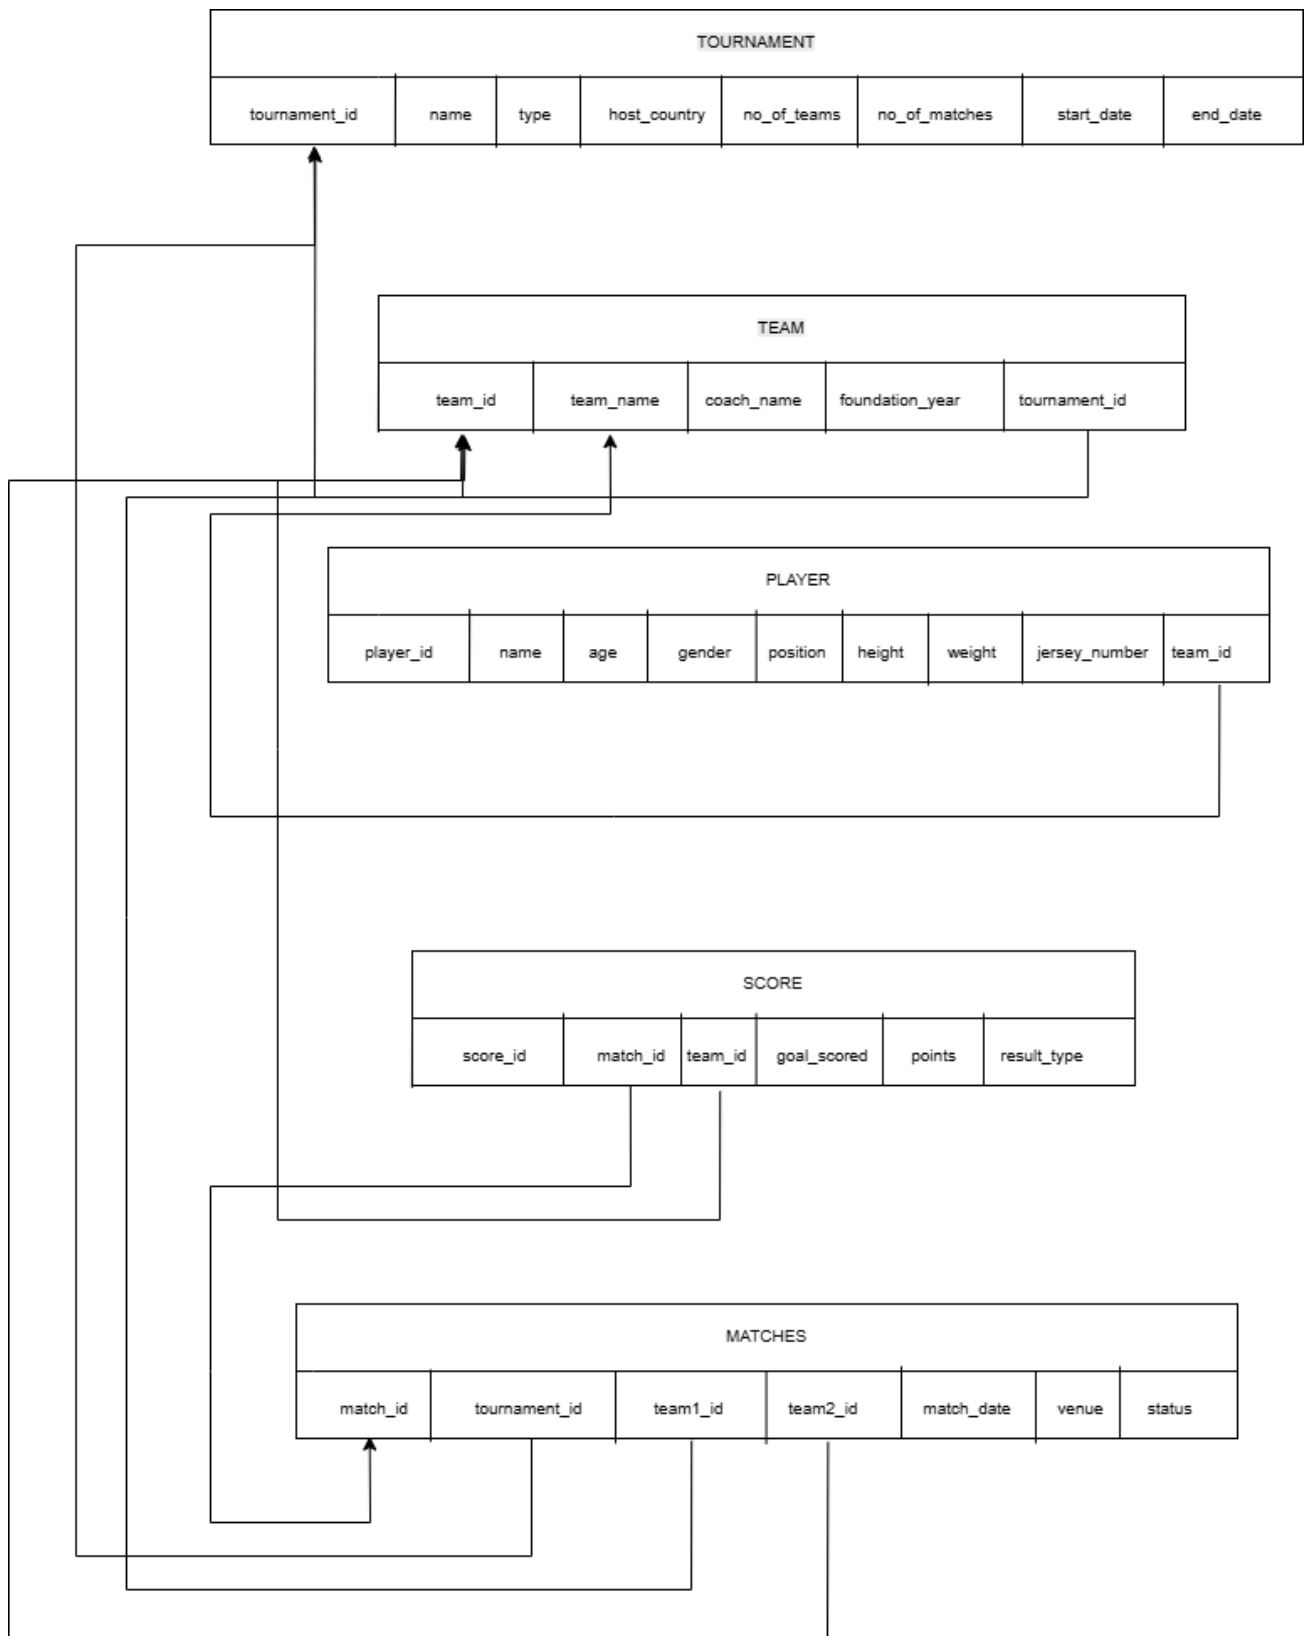 TOURNAMENT
tournament_id name type host_country no_of_teams no_of_matches start_date end_date
TEAM
team_id team_name coach_name foundation_year tournament_id
PLAYER
player_id name age gender position height weight jersey_number team_id
SCORE
score_id match_id team_id goal_scored points result_type
MATCHES
match_id tournament_id team1_id team2_id match_date venue status